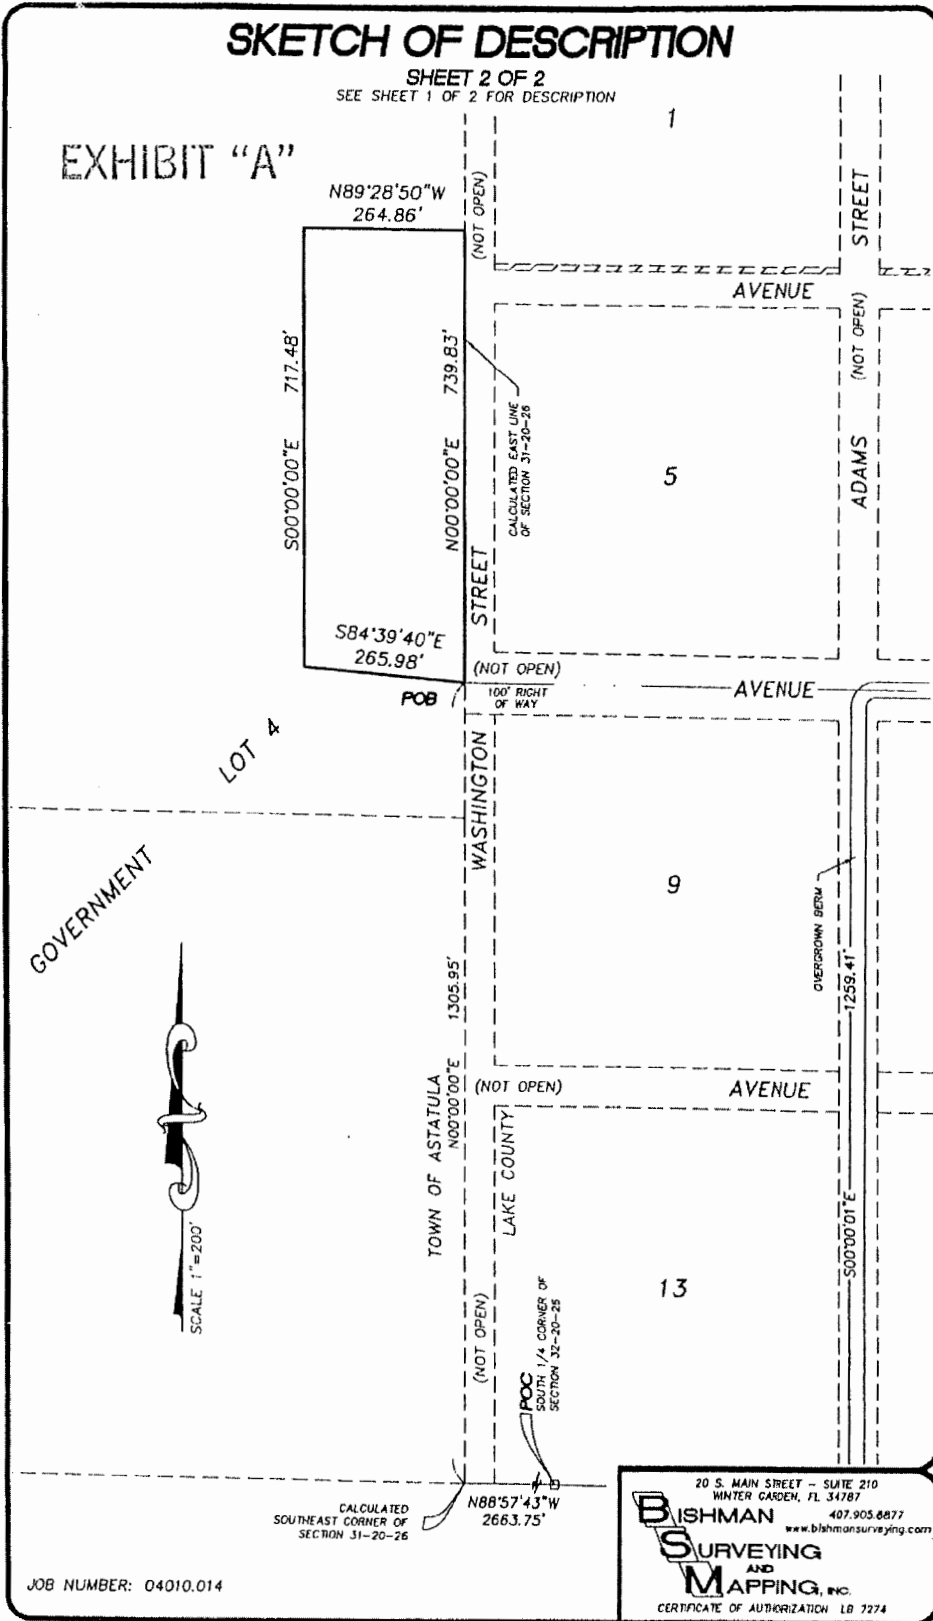 SKETCH OF DESCRIPTION
SHEET 2 OF 2
SEE SHEET 1 OF 2 FOR DESCRIPTION
EXHIBIT "A"
1
N89°28'50"W
264.86'
(NOT OPEN)
STREET
AVENUE
(NOT OPEN)
ADAMS
717.48'
S00°00'00"E
739.83'
N00°00'00"E
CALCULATED EAST LINE
OF SECTION 31-20-26
5
STREET
S84°39'40"E
265.98'
(NOT OPEN)
POB
100' RIGHT
OF WAY
AVENUE
LOT 4
WASHINGTON
GOVERNMENT
9
OVERGROWN BERM
1259.41'
S00°00'01"E
1305.95'
N00°00'00"E
TOWN OF ASTATULA
(NOT OPEN)
AVENUE
LAKE COUNTY
SCALE 1"=200'
13
(NOT OPEN)
POC
SOUTH 1/4 CORNER OF
SECTION 32-20-26
CALCULATED
SOUTHEAST CORNER OF
SECTION 31-20-26
N88°57'43"W
2663.75'
20 S. MAIN STREET - SUITE 210
WINTER GARDEN, FL 34787
BISHMAN
407.905.8877
www.bishmansurveying.com
SURVEYING
AND
MAPPING, INC.
CERTIFICATE OF AUTHORIZATION LB 7274
JOB NUMBER: 04010.014